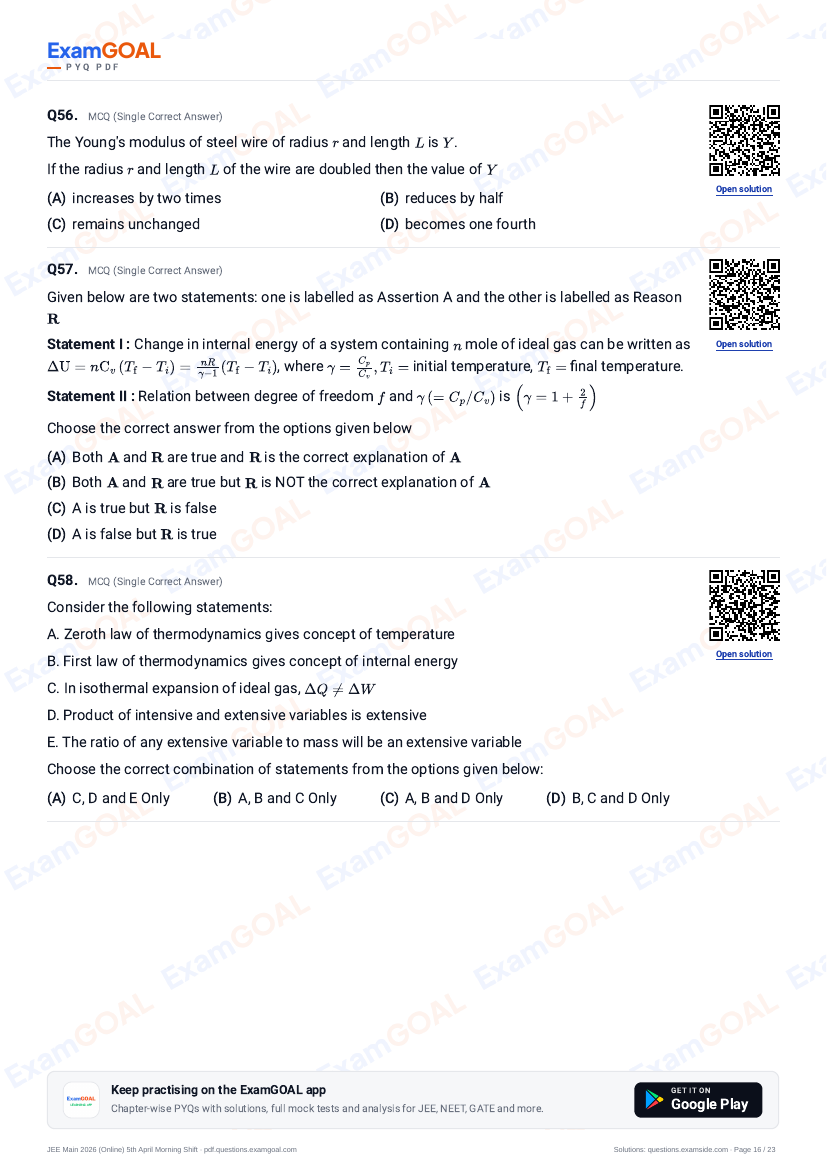 ExamGOAL
PYQ PDF
Q56. MCQ (Single Correct Answer)
The Young's modulus of steel wire of radius r and length L is Y.
If the radius r and length L of the wire are doubled then the value of Y
(A) increases by two times (B) reduces by half
(C) remains unchanged (D) becomes one fourth
Open solution
Q57. MCQ (Single Correct Answer)
Given below are two statements: one is labelled as Assertion A and the other is labelled as Reason
R
Statement I : Change in internal energy of a system containing n mole of ideal gas can be written as
ΔU = nC_v (T_f − T_i) = nR/(γ−1) (T_f − T_i), where γ = C_p/C_v, T_i = initial temperature, T_f = final temperature.
Statement II : Relation between degree of freedom f and γ (= C_p/C_v) is (γ = 1 + 2/f)
Choose the correct answer from the options given below
(A) Both A and R are true and R is the correct explanation of A
(B) Both A and R are true but R is NOT the correct explanation of A
(C) A is true but R is false
(D) A is false but R is true
Open solution
Q58. MCQ (Single Correct Answer)
Consider the following statements:
A. Zeroth law of thermodynamics gives concept of temperature
B. First law of thermodynamics gives concept of internal energy
C. In isothermal expansion of ideal gas, ΔQ ≠ ΔW
D. Product of intensive and extensive variables is extensive
E. The ratio of any extensive variable to mass will be an extensive variable
Choose the correct combination of statements from the options given below:
(A) C, D and E Only (B) A, B and C Only (C) A, B and D Only (D) B, C and D Only
Open solution
ExamGOAL
Keep practising on the ExamGOAL app
Chapter-wise PYQs with solutions, full mock tests and analysis for JEE, NEET, GATE and more.
GET IT ON
Google Play
JEE Main 2026 (Online) 5th April Morning Shift · pdf.questions.examgoal.com
Solutions: questions.examside.com · Page 16 / 23